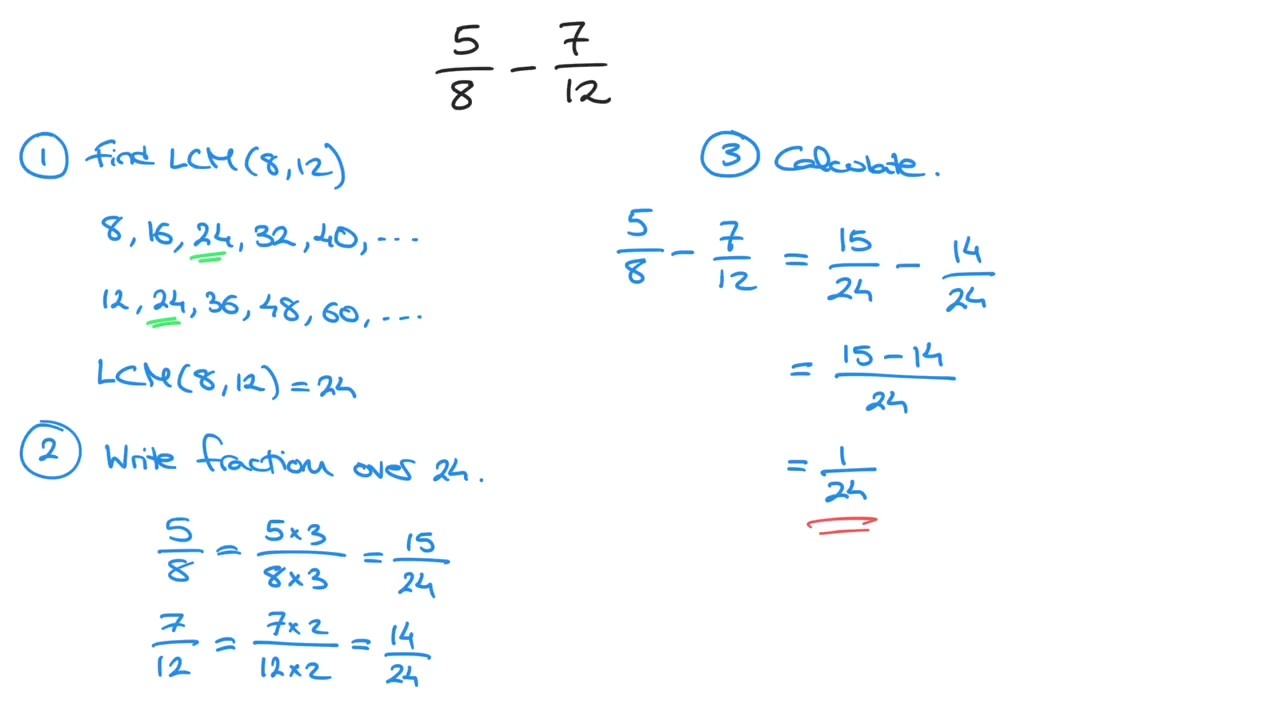 5/8 - 7/12
① find LCM(8,12)
8, 16, 24, 32, 40, ...
12, 24, 36, 48, 60, ...
LCM(8,12) = 24
② Write fraction over 24.
5/8 = 5×3/8×3 = 15/24
7/12 = 7×2/12×2 = 14/24
③ Calculate.
5/8 - 7/12 = 15/24 - 14/24
= 15-14/24
= 1/24